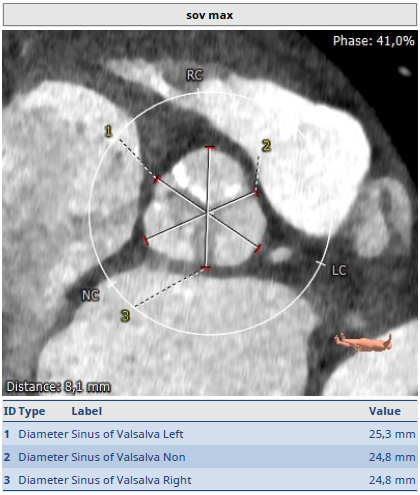 sov max
Phase: 41,0%
RC
1
2
LC
NC
3
Distance: 8,1 mm
ID Type Label Value
1 Diameter Sinus of Valsalva Left 25,3 mm
2 Diameter Sinus of Valsalva Non 24,8 mm
3 Diameter Sinus of Valsalva Right 24,8 mm